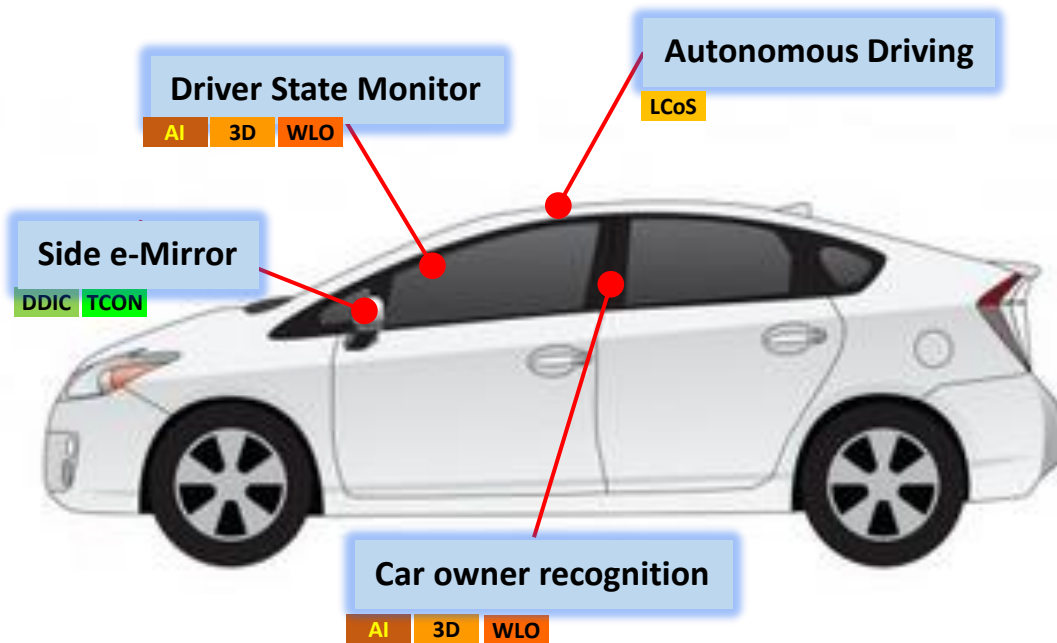 Autonomous Driving
LCoS
Driver State Monitor
AI 3D WLO
Side e-Mirror
DDIC TCON
Car owner recognition
AI 3D WLO